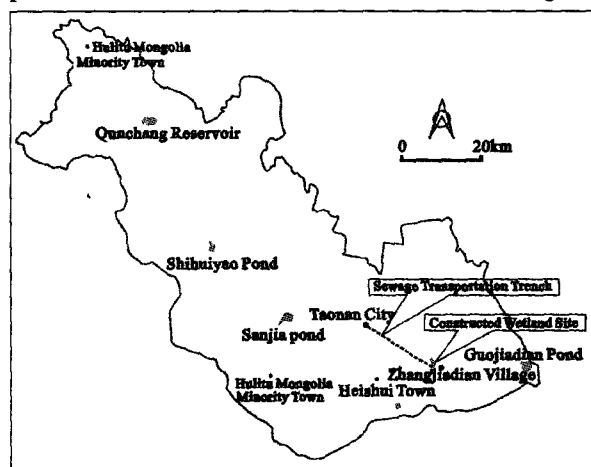 Hulitu Mongolia
Minority Town
Qunchang Reservoir
0 20km
Shihuiyao Pond
Sewage Transportation Trench
Taonan City
Constructed Wetland Site
Sanjia pond
Guojiadian Pond
Zhangjiadian Village
Hulitu Mongolia
Minority Town
Heishui Town